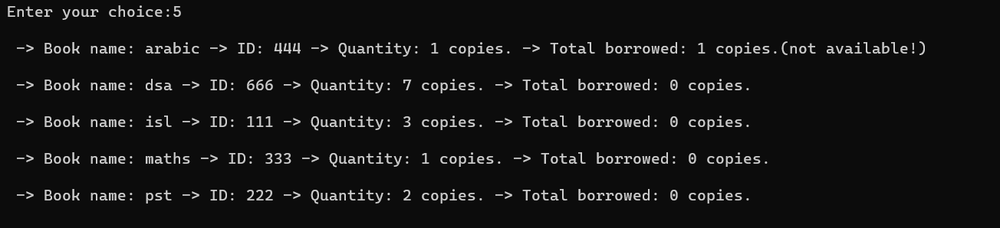 Enter your choice:5
-> Book name: arabic -> ID: 444 -> Quantity: 1 copies. -> Total borrowed: 1 copies.(not available!)
-> Book name: dsa -> ID: 666 -> Quantity: 7 copies. -> Total borrowed: 0 copies.
-> Book name: isl -> ID: 111 -> Quantity: 3 copies. -> Total borrowed: 0 copies.
-> Book name: maths -> ID: 333 -> Quantity: 1 copies. -> Total borrowed: 0 copies.
-> Book name: pst -> ID: 222 -> Quantity: 2 copies. -> Total borrowed: 0 copies.